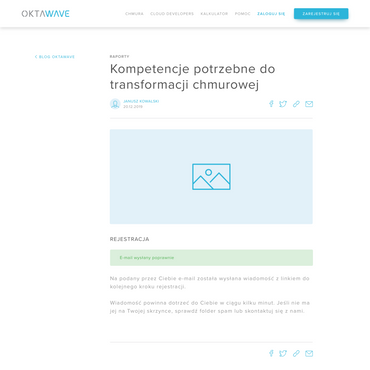 OKTAWAVE
CHMURA CLOUD DEVELOPERS KALKULATOR POMOC ZALOGUJ SIĘ ZAREJESTRUJ SIĘ
< BLOG OKTAWAVE
RAPORTY
Kompetencje potrzebne do
transformacji chmurowej
JANUSZ KOWALSKI
REJESTRACJA
E-mail wysłany poprawnie
Na podany przez Ciebie e-mail została wysłana wiadomość z linkiem do
kolejnego kroku rejestracji.
Wiadomość powinna dotrzeć do Ciebie w ciągu kilku minut. Jeśli nie ma
jej na Twojej skrzynce, sprawdź folder spam lub skontaktuj się z nami.